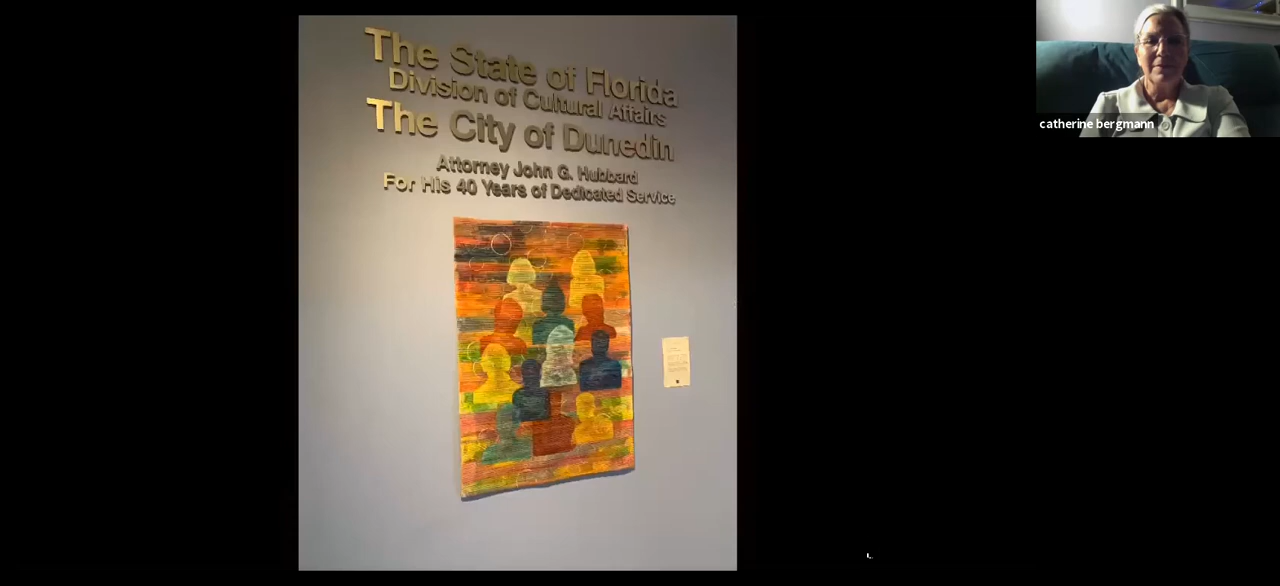 The State of Florida
Division of Cultural Affairs
The City of Dunedin
Attorney John G. Hubbard
For His 40 Years of Dedicated Service
catherine bergmann